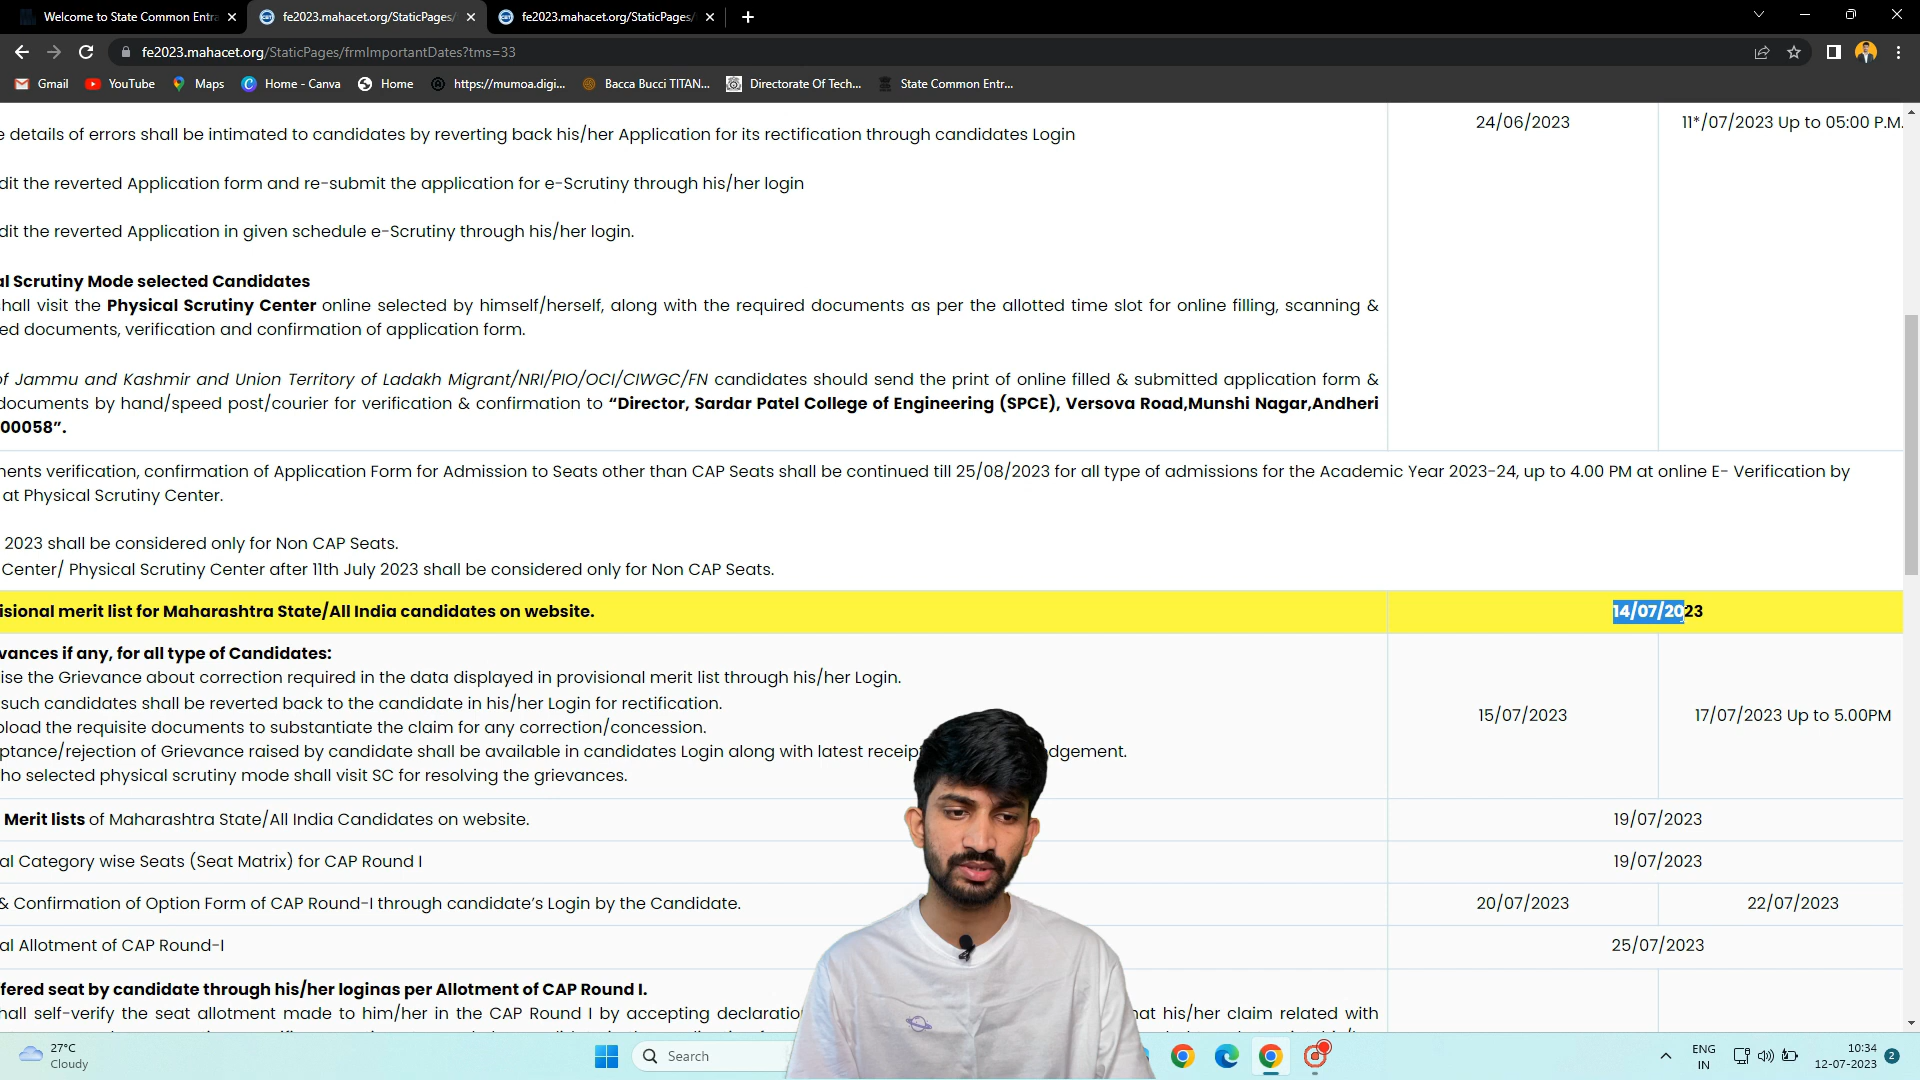 Welcome to State Common Entra
fe2023.mahacet.org/StaticPages/
fe2023.mahacet.org/StaticPages/
fe2023.mahacet.org/StaticPages/frmImportantDates?tms=33
Gmail YouTube Maps Home - Canva Home https://mumoa.digi... Bacca Bucci TITAN... Directorate Of Tech... State Common Entr...
e details of errors shall be intimated to candidates by reverting back his/her Application for its rectification through candidates Login
24/06/2023
11*/07/2023 Up to 05:00 P.M.
dit the reverted Application form and re-submit the application for e-Scrutiny through his/her login
dit the reverted Application in given schedule e-Scrutiny through his/her login.
al Scrutiny Mode selected Candidates
hall visit the Physical Scrutiny Center online selected by himself/herself, along with the required documents as per the allotted time slot for online filling, scanning &
ed documents, verification and confirmation of application form.
of Jammu and Kashmir and Union Territory of Ladakh Migrant/NRI/PIO/OCI/CIWGC/FN candidates should send the print of online filled & submitted application form &
documents by hand/speed post/courier for verification & confirmation to “Director, Sardar Patel College of Engineering (SPCE), Versova Road,Munshi Nagar,Andheri
00058”.
nents verification, confirmation of Application Form for Admission to Seats other than CAP Seats shall be continued till 25/08/2023 for all type of admissions for the Academic Year 2023-24, up to 4.00 PM at online E- Verification by
at Physical Scrutiny Center.
2023 shall be considered only for Non CAP Seats.
Center/ Physical Scrutiny Center after 11th July 2023 shall be considered only for Non CAP Seats.
isional merit list for Maharashtra State/All India candidates on website.
14/07/2023
vances if any, for all type of Candidates:
ise the Grievance about correction required in the data displayed in provisional merit list through his/her Login.
such candidates shall be reverted back to the candidate in his/her Login for rectification.
pload the requisite documents to substantiate the claim for any correction/concession.
ptance/rejection of Grievance raised by candidate shall be available in candidates Login along with latest receip dgement.
ho selected physical scrutiny mode shall visit SC for resolving the grievances.
15/07/2023
17/07/2023 Up to 5.00PM
Merit lists of Maharashtra State/All India Candidates on website.
19/07/2023
al Category wise Seats (Seat Matrix) for CAP Round I
19/07/2023
& Confirmation of Option Form of CAP Round-I through candidate’s Login by the Candidate.
20/07/2023
22/07/2023
al Allotment of CAP Round-I
25/07/2023
fered seat by candidate through his/her loginas per Allotment of CAP Round I.
hall self-verify the seat allotment made to him/her in the CAP Round I by accepting declaratio hat his/her claim related with
27°C
Cloudy
Search
ENG
IN
10:34
12-07-2023
2